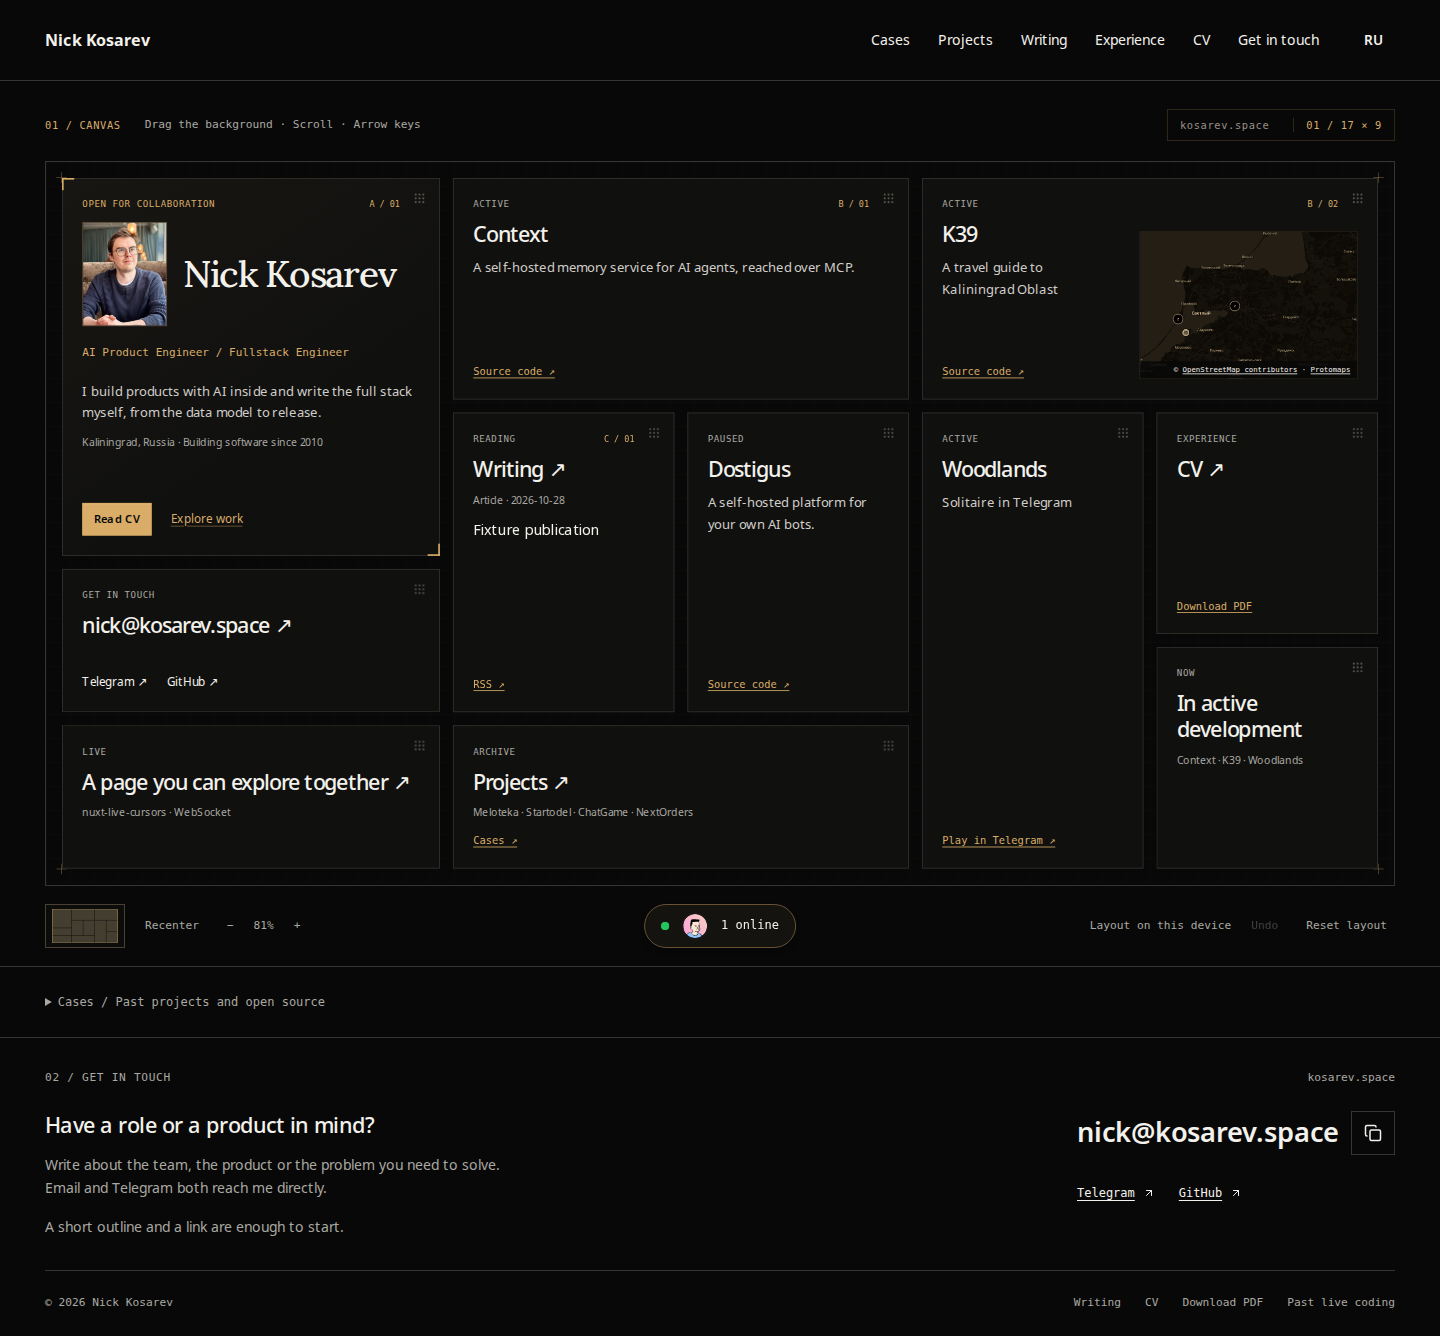 Nick Kosarev
Cases Projects Writing Experience CV Get in touch RU
01 / CANVAS Drag the background · Scroll · Arrow keys
kosarev.space 01 / 17 × 9
OPEN FOR COLLABORATION A / 01
Nick Kosarev
AI Product Engineer / Fullstack Engineer
I build products with AI inside and write the full stack
myself, from the data model to release.
Kaliningrad, Russia · Building software since 2010
Read CV Explore work
ACTIVE B / 01
Context
A self-hosted memory service for AI agents, reached over MCP.
Source code ↗
ACTIVE B / 02
K39
A travel guide to
Kaliningrad Oblast
Source code ↗
© OpenStreetMap contributors · Protomaps
READING C / 01
Writing ↗
Article · 2026-10-28
Fixture publication
RSS ↗
PAUSED
Dostigus
A self-hosted platform for
your own AI bots.
Source code ↗
ACTIVE
Woodlands
Solitaire in Telegram
Play in Telegram ↗
EXPERIENCE
CV ↗
Download PDF
GET IN TOUCH
nick@kosarev.space ↗
Telegram ↗ GitHub ↗
NOW
In active
development
Context · K39 · Woodlands
LIVE
A page you can explore together ↗
nuxt-live-cursors · WebSocket
ARCHIVE
Projects ↗
Meloteka · Startodel · ChatGame · NextOrders
Cases ↗
Recenter − 81% +
1 online
Layout on this device Undo Reset layout
Cases / Past projects and open source
02 / GET IN TOUCH kosarev.space
Have a role or a product in mind?
Write about the team, the product or the problem you need to solve.
Email and Telegram both reach me directly.
A short outline and a link are enough to start.
nick@kosarev.space
Telegram GitHub
© 2026 Nick Kosarev
Writing CV Download PDF Past live coding